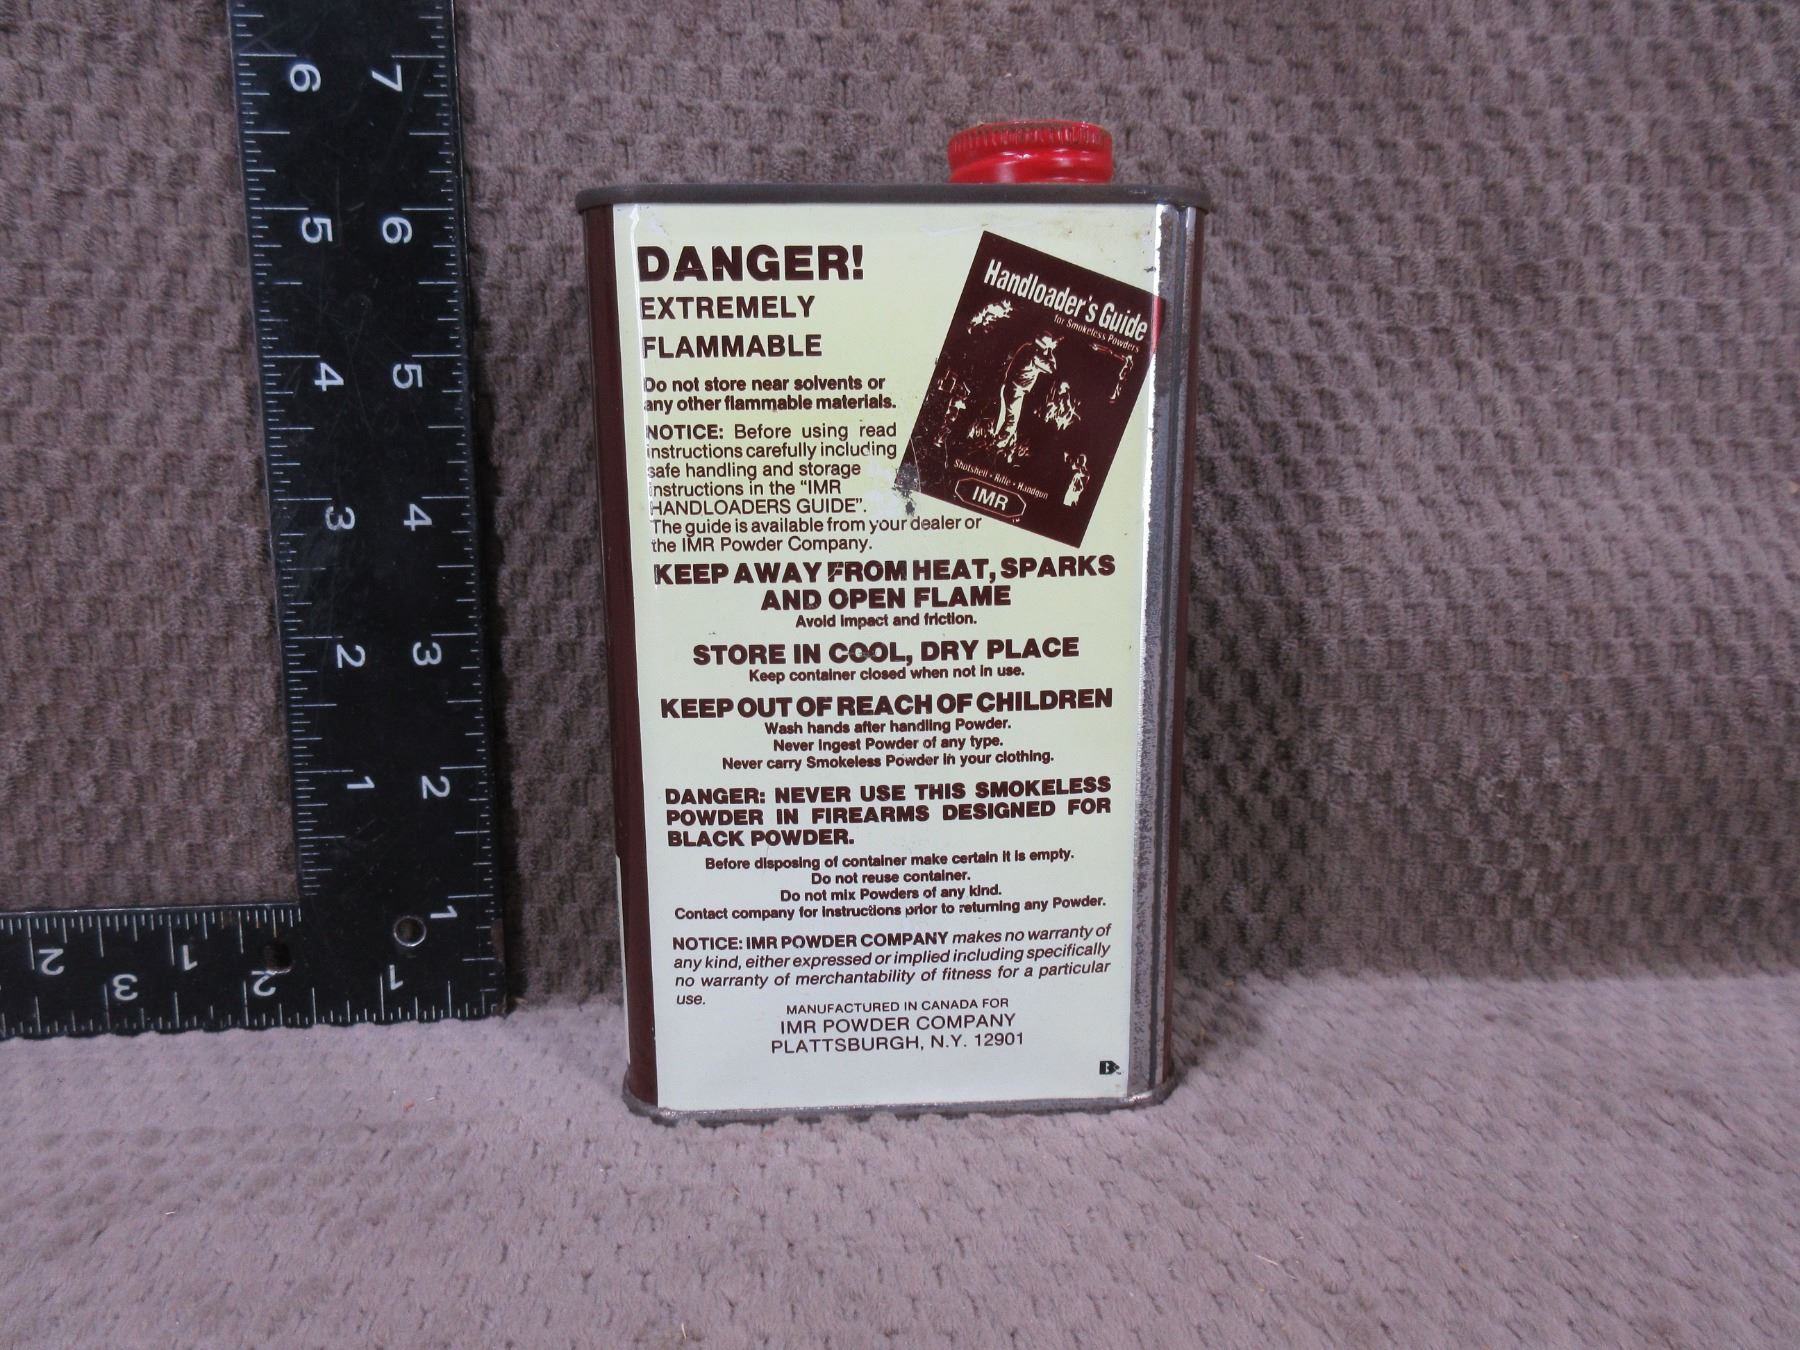 6 7
5 6
4 5
3 4
2 3
1 2
1
2 1
3 2 1
DANGER!
EXTREMELY
FLAMMABLE
Do not store near solvents or
any other flammable materials.
NOTICE: Before using read
instructions carefully including
safe handling and storage
instructions in the "IMR
HANDLOADERS GUIDE".
The guide is available from your dealer or
the IMR Powder Company.
Handloader's Guide
for Smokeless Powders
Shotshell • Rifle • Handgun
IMR
KEEP AWAY FROM HEAT, SPARKS
AND OPEN FLAME
Avoid impact and friction.
STORE IN COOL, DRY PLACE
Keep container closed when not in use.
KEEP OUT OF REACH OF CHILDREN
Wash hands after handling Powder.
Never Ingest Powder of any type.
Never carry Smokeless Powder in your clothing.
DANGER: NEVER USE THIS SMOKELESS
POWDER IN FIREARMS DESIGNED FOR
BLACK POWDER.
Before disposing of container make certain it is empty.
Do not reuse container.
Do not mix Powders of any kind.
Contact company for instructions prior to returning any Powder.
NOTICE: IMR POWDER COMPANY makes no warranty of
any kind, either expressed or implied including specifically
no warranty of merchantability of fitness for a particular
use.
MANUFACTURED IN CANADA FOR
IMR POWDER COMPANY
PLATTSBURGH, N.Y. 12901